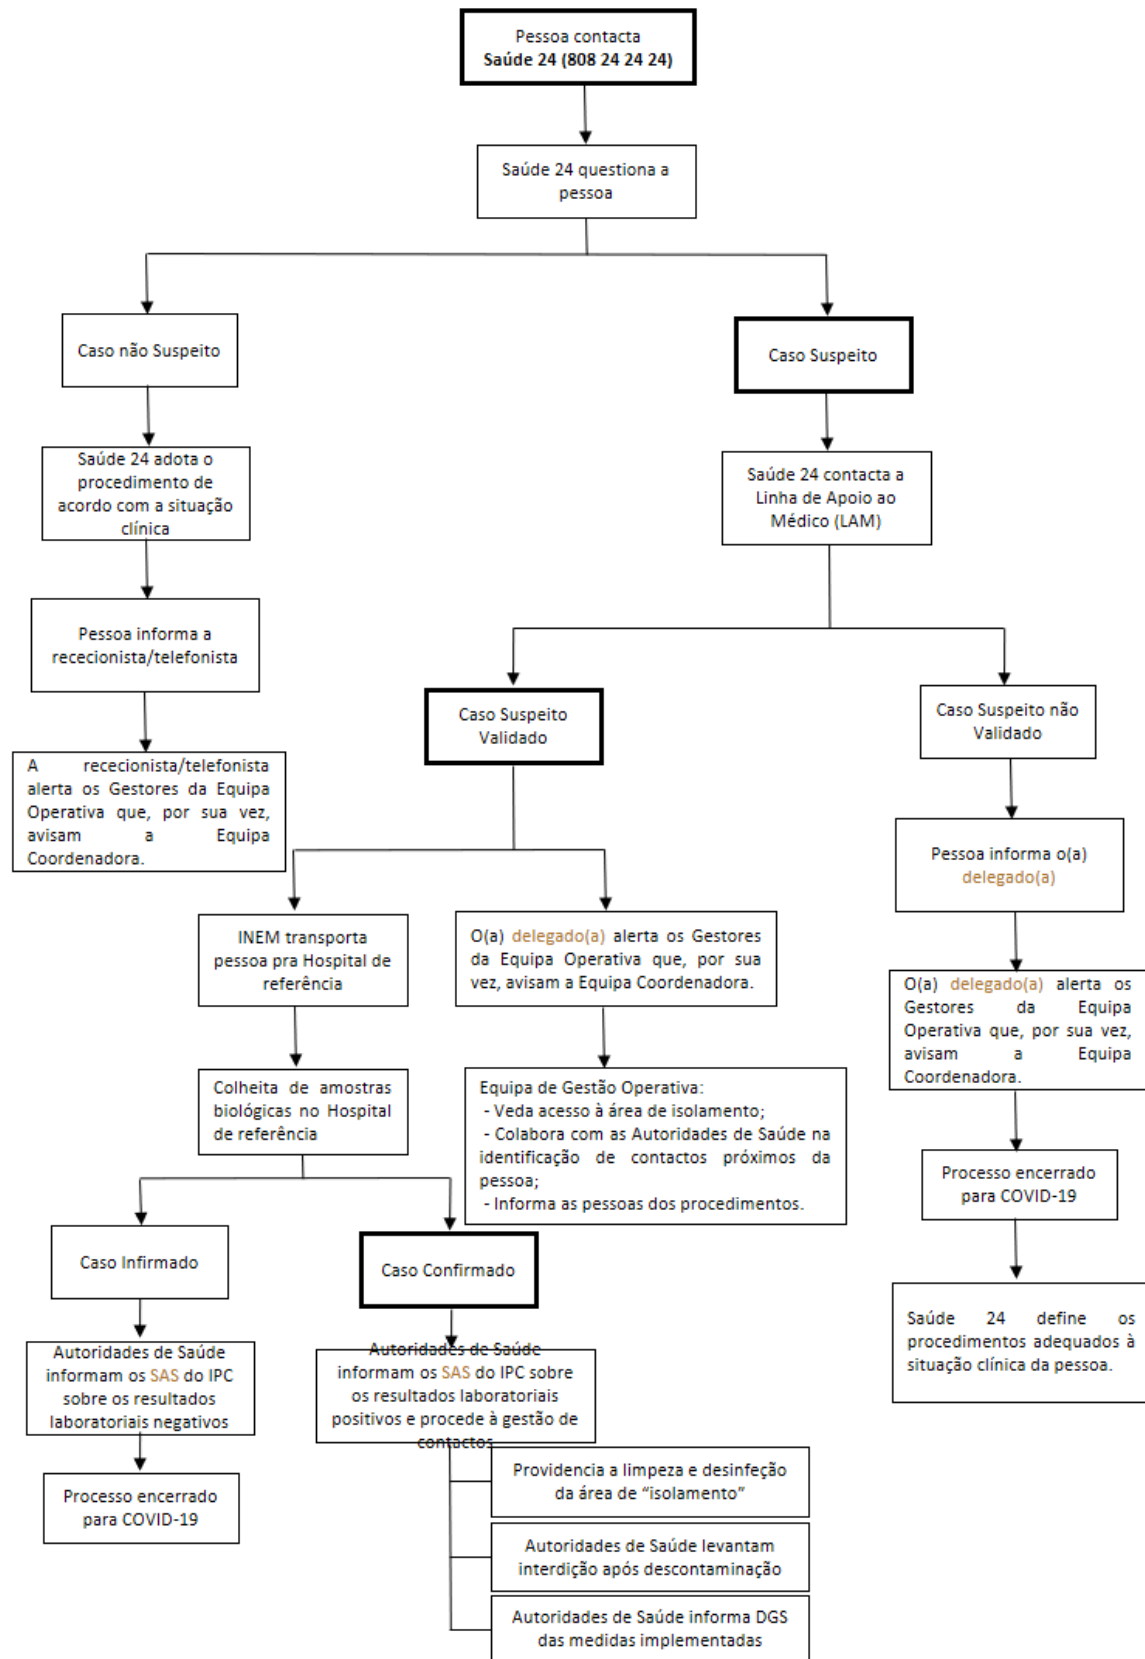 Pessoa contacta
Saúde 24 (808 24 24 24)
Saúde 24 questiona a
pessoa
Caso não Suspeito
Caso Suspeito
Saúde 24 adota o
procedimento de
acordo com a situação
clínica
Saúde 24 contacta a
Linha de Apoio ao
Médico (LAM)
Pessoa informa a
rececionista/telefonista
Caso Suspeito
Validado
Caso Suspeito não
Validado
A rececionista/telefonista
alerta os Gestores da Equipa
Operativa que, por sua vez,
avisam a Equipa
Coordenadora.
Pessoa informa o(a)
delegado(a)
INEM transporta
pessoa pra Hospital de
referência
O(a) delegado(a) alerta os Gestores
da Equipa Operativa que, por sua
vez, avisam a Equipa Coordenadora.
O(a) delegado(a) alerta os
Gestores da Equipa
Operativa que, por sua vez,
avisam a Equipa
Coordenadora.
Colheita de amostras
biológicas no Hospital
de referência
Equipa de Gestão Operativa:
- Veda acesso à área de isolamento;
- Colabora com as Autoridades de Saúde na
identificação de contactos próximos da
pessoa;
- Informa as pessoas dos procedimentos.
Processo encerrado
para COVID-19
Caso Infirmado
Caso Confirmado
Saúde 24 define os
procedimentos adequados à
situação clínica da pessoa.
Autoridades de Saúde
informam os SAS do IPC
sobre os resultados
laboratoriais negativos
Autoridades de Saúde
informam os SAS do IPC sobre
os resultados laboratoriais
positivos e procede à gestão de
contactos
Processo encerrado
para COVID-19
Providencia a limpeza e desinfeção
da área de “isolamento”
Autoridades de Saúde levantam
interdição após descontaminação
Autoridades de Saúde informa DGS
das medidas implementadas